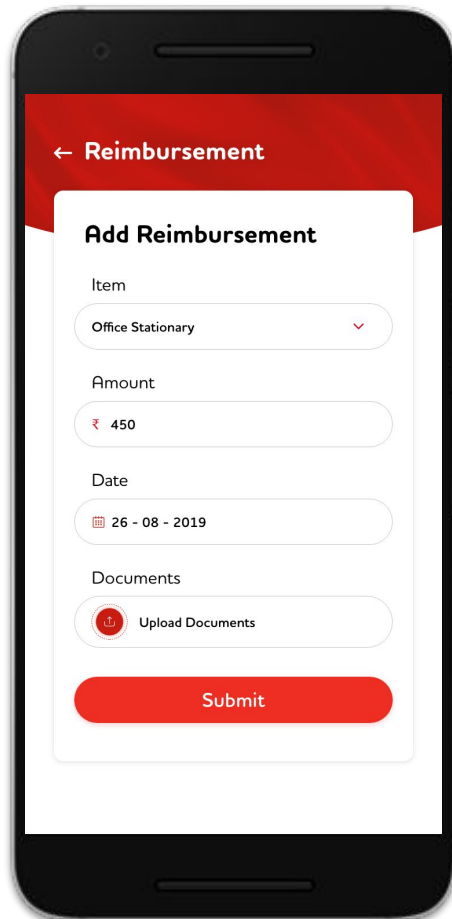 ← Reimbursement
Add Reimbursement
Item
Office Stationary
Amount
₹ 450
Date
26 - 08 - 2019
Documents
Upload Documents
Submit